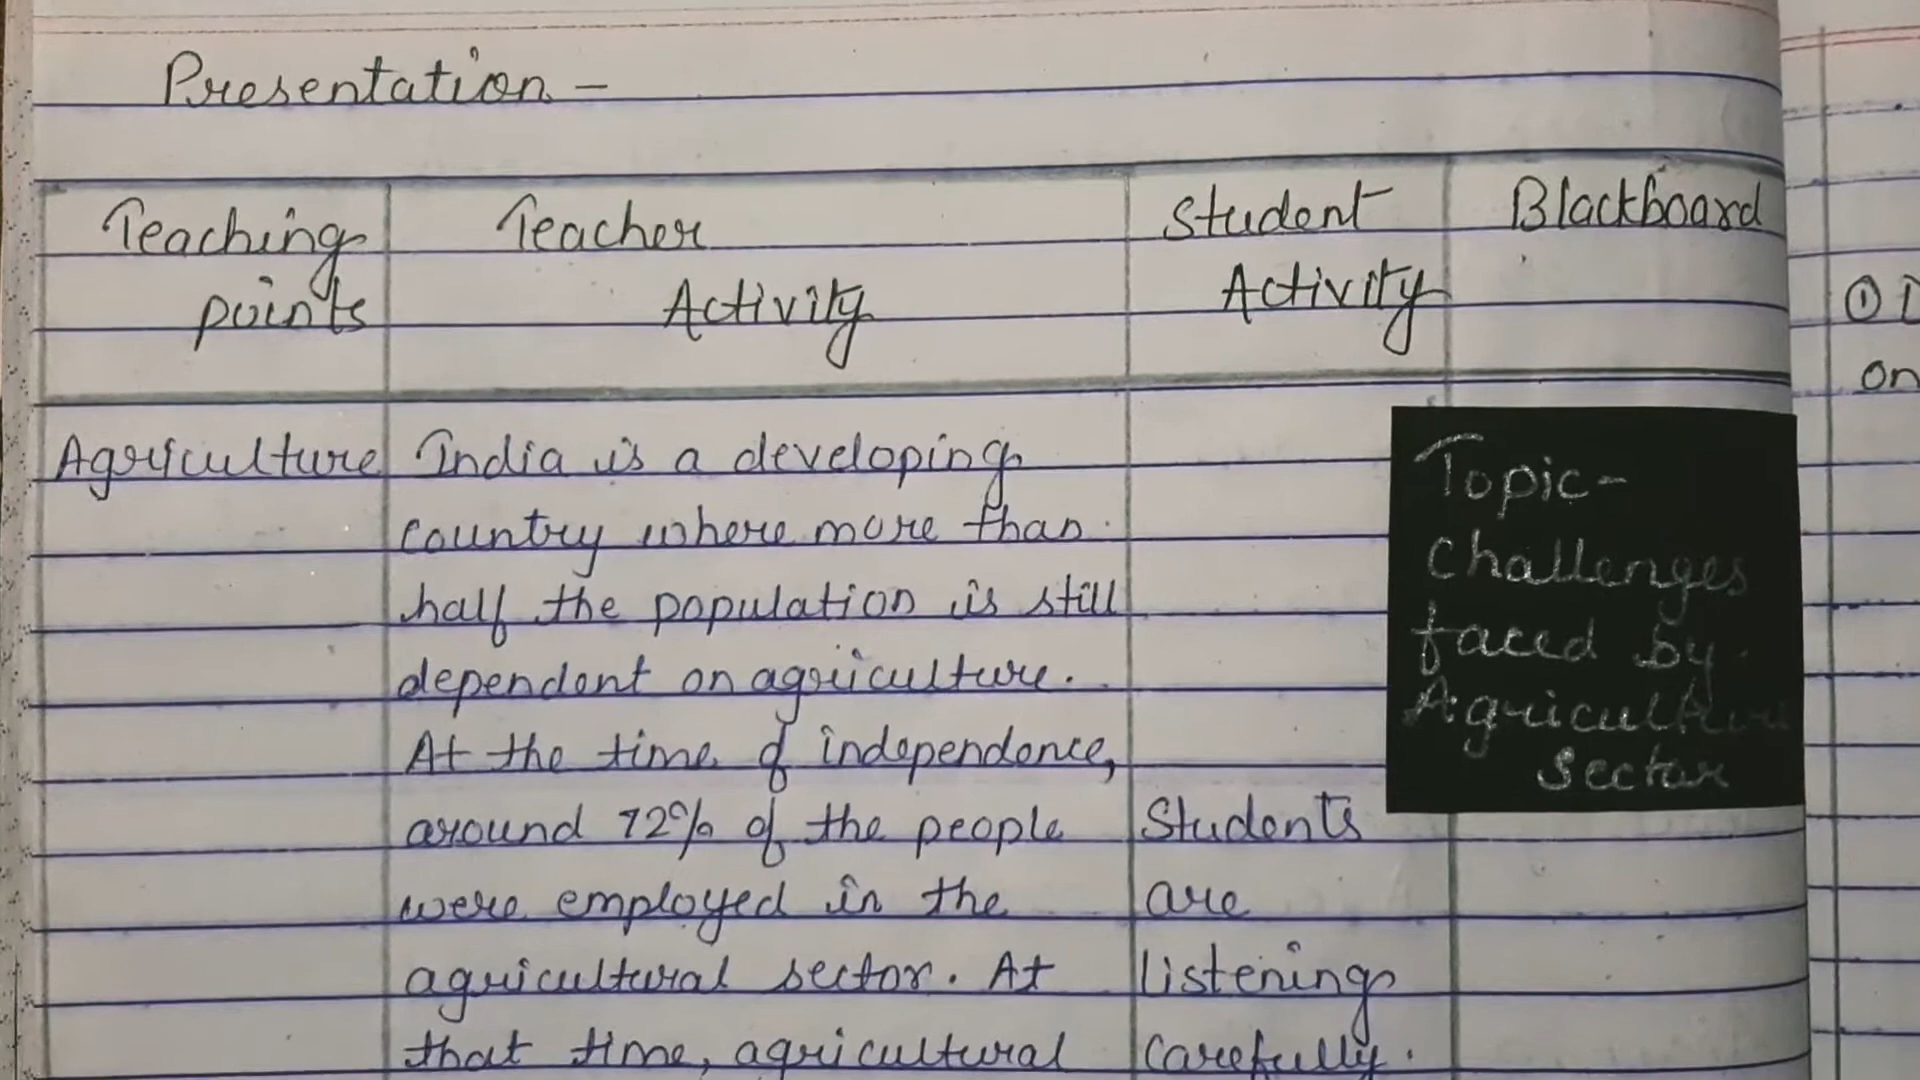 Presentation –
Teaching points
Teacher Activity
Student Activity
Blackboard
Agriculture
India is a developing
country where more than
half the population is still
dependent on agriculture.
At the time of independence,
around 72% of the people
were employed in the
agricultural sector. At
that time, agricultural
Students
are
listening
carefully.
Topic-
Challenges
faced by
Agriculture
Sector
①
on